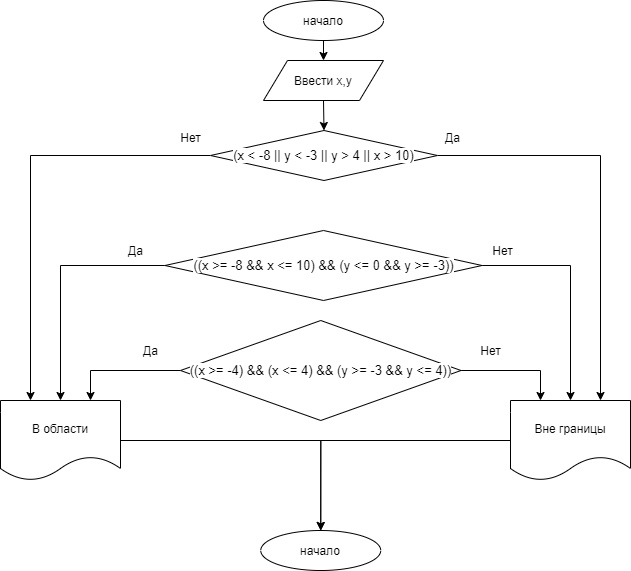 начало
Ввести x,y
Нет
Да
(x < -8 || y < -3 || y > 4 || x > 10)
Да
Нет
((x >= -8 && x <= 10) && (y <= 0 && y >= -3))
Да
Нет
((x >= -4) && (x <= 4) && (y >= -3 && y <= 4))
В области
Вне границы
начало